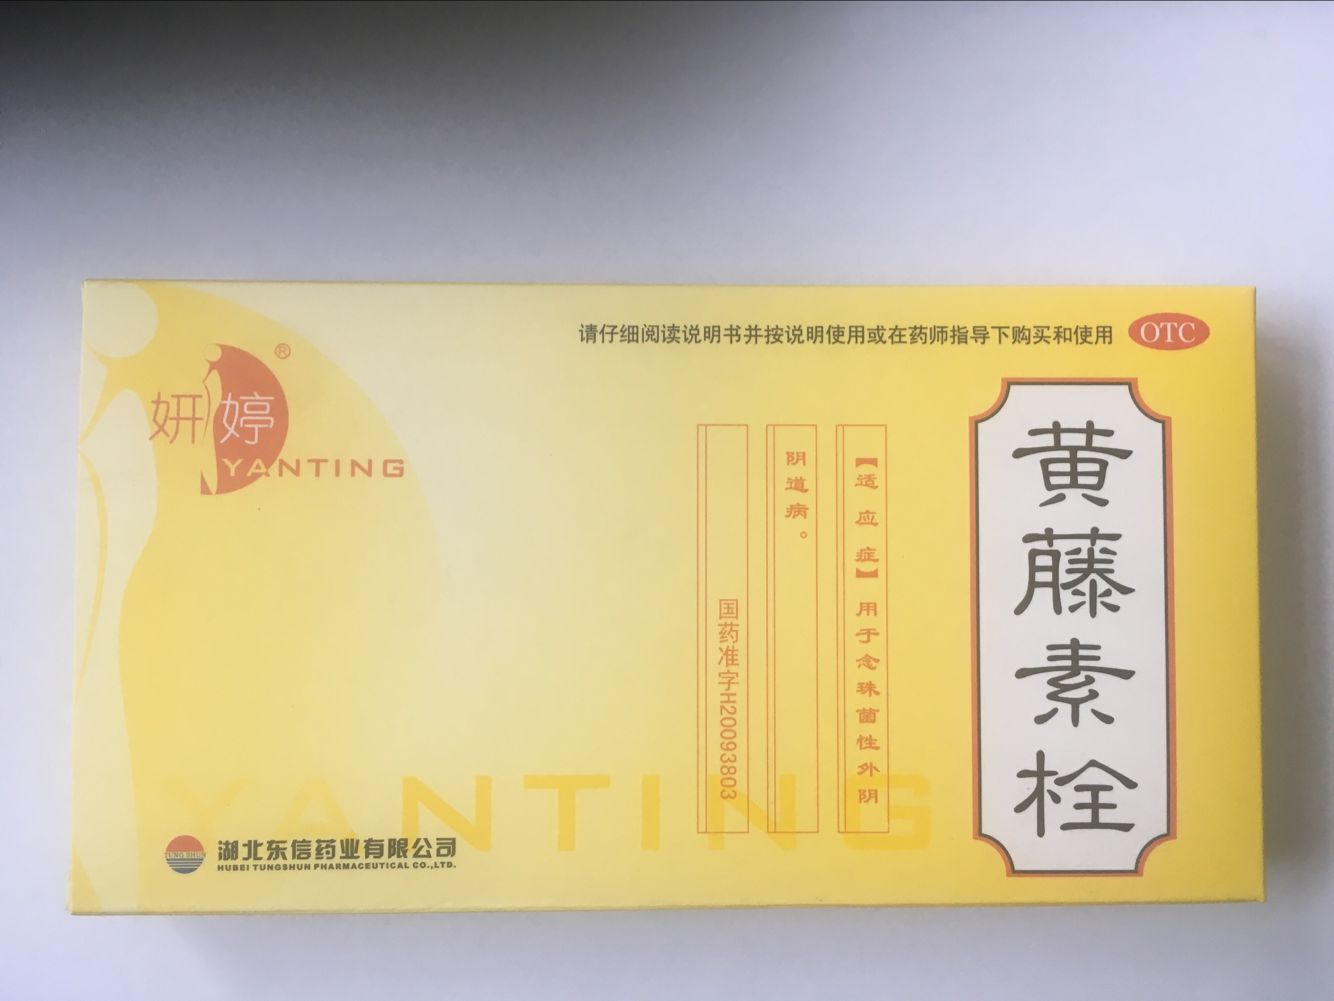 请仔细阅读说明书并按说明使用或在药师指导下购买和使用
OTC
妍婷®
YANTING
黄藤素栓
【适应症】用于念珠菌性外阴
阴道病。
国药准字H20093803
YANTING
TUNG SHUN
湖北东信药业有限公司
HUBEI TUNGSHUN PHARMACEUTICAL CO.,LTD.